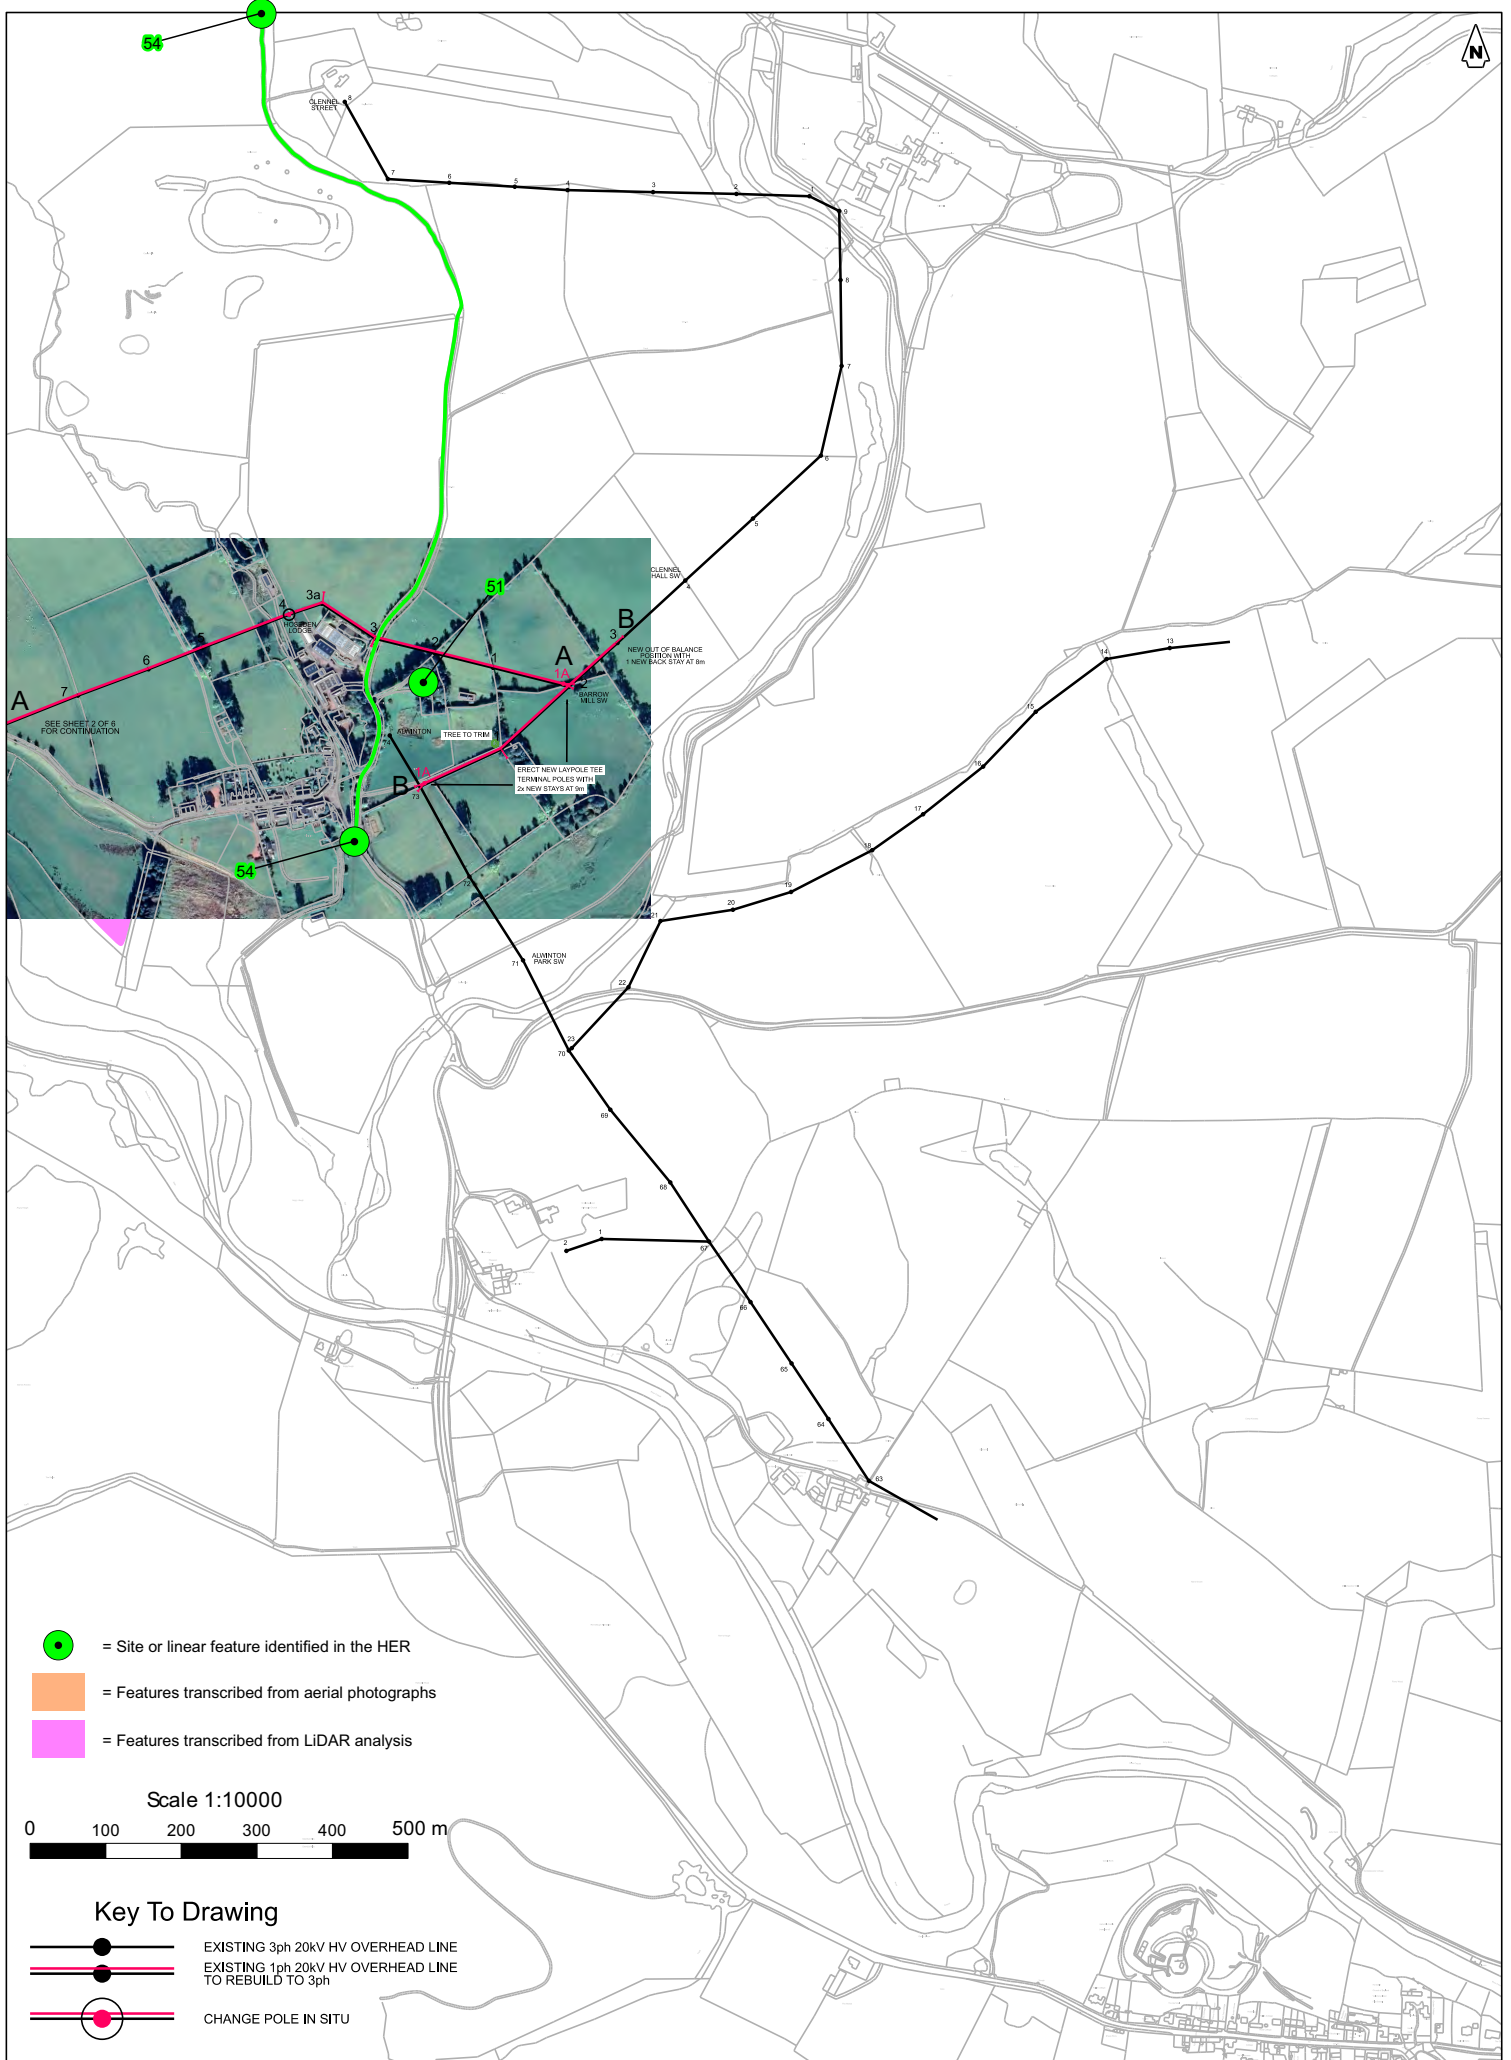 54
N
CLENNEL
STREET
8
7
6
5
4
3
2
1
9
8
7
6
5
CLENNEL
HALL SW
4
51
3a
4
HOSEDEN
LODGE
3
2
5
1
B
3
NEW OUT OF BALANCE
POSITION WITH
1 NEW BACK STAY AT 8m
6
A
1A
2
BARROW
MILL SW
7
A
SEE SHEET 2 OF 6
FOR CONTINUATION
74
ALWINTON
TREE TO TRIM
1
ERECT NEW LAYPOLE TEE
TERMINAL POLES WITH
2x NEW STAYS AT 9m
1A
B
73
54
72
13
14
15
16
17
18
19
20
21
71
ALWINTON
PARK SW
22
23
70
69
68
1
2
67
66
65
64
63
= Site or linear feature identified in the HER
= Features transcribed from aerial photographs
= Features transcribed from LiDAR analysis
Scale 1:10000
0 100 200 300 400 500 m
Key To Drawing
EXISTING 3ph 20kV HV OVERHEAD LINE
EXISTING 1ph 20kV HV OVERHEAD LINE
TO REBUILD TO 3ph
CHANGE POLE IN SITU